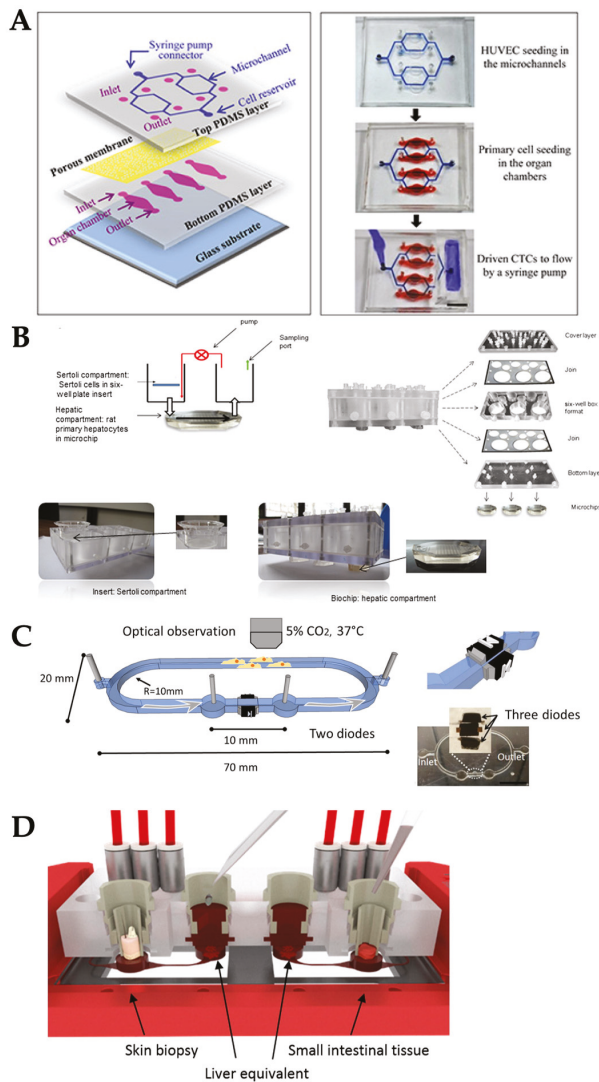 A
Syringe pump
connector
Microchannel
Inlet
Cell reservoir
Outlet
Top PDMS layer
Porous membrane
Inlet
Organ chamber
Outlet
Bottom PDMS layer
Glass substrate
HUVEC seeding in
the microchannels
Primary cell seeding
in the organ
chambers
Driven CTCs to flow
by a syringe pump
B
pump
Sampling
port
Sertoli compartment:
Sertoli cells in six-
well plate insert
Hepatic
compartment: rat
primary hepatocytes
in microchip
Cover layer
Join
six-well box
format
Join
Bottom laye
Microchips
Insert: Sertoli compartment
Biochip: hepatic compartment
C
Optical observation
5% CO2, 37°C
20 mm
R=10mm
10 mm
Two diodes
70 mm
Three diodes
Inlet
Outlet
D
Skin biopsy
Small intestinal tissue
Liver equivalent